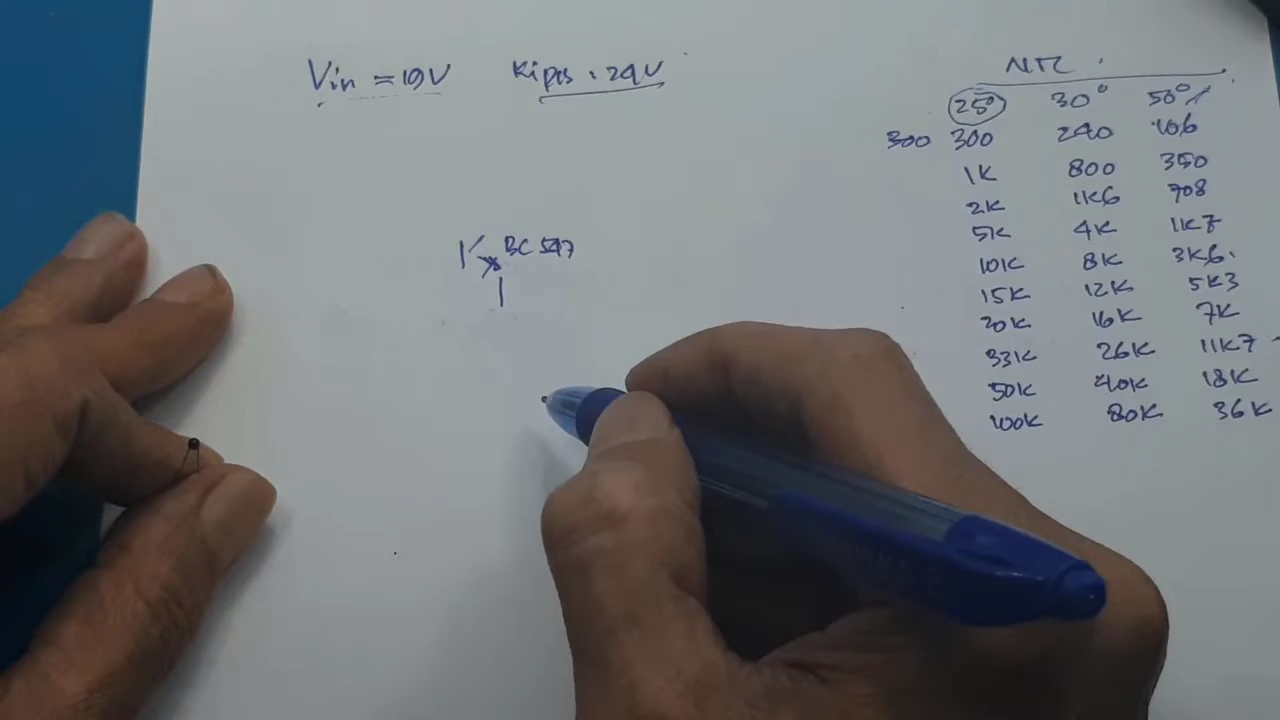 Vin = 19V Kipas : 24V
NTC
25° 30° 50°
300 300 240 106
1K 800 350
2K 1K6 708
5K 4K 1K7
BC 547
10K 8K 3K6
15K 12K 5K3
20K 16K 7K
33K 26K 11K7
50K 40K 18K
100K 80K 36K